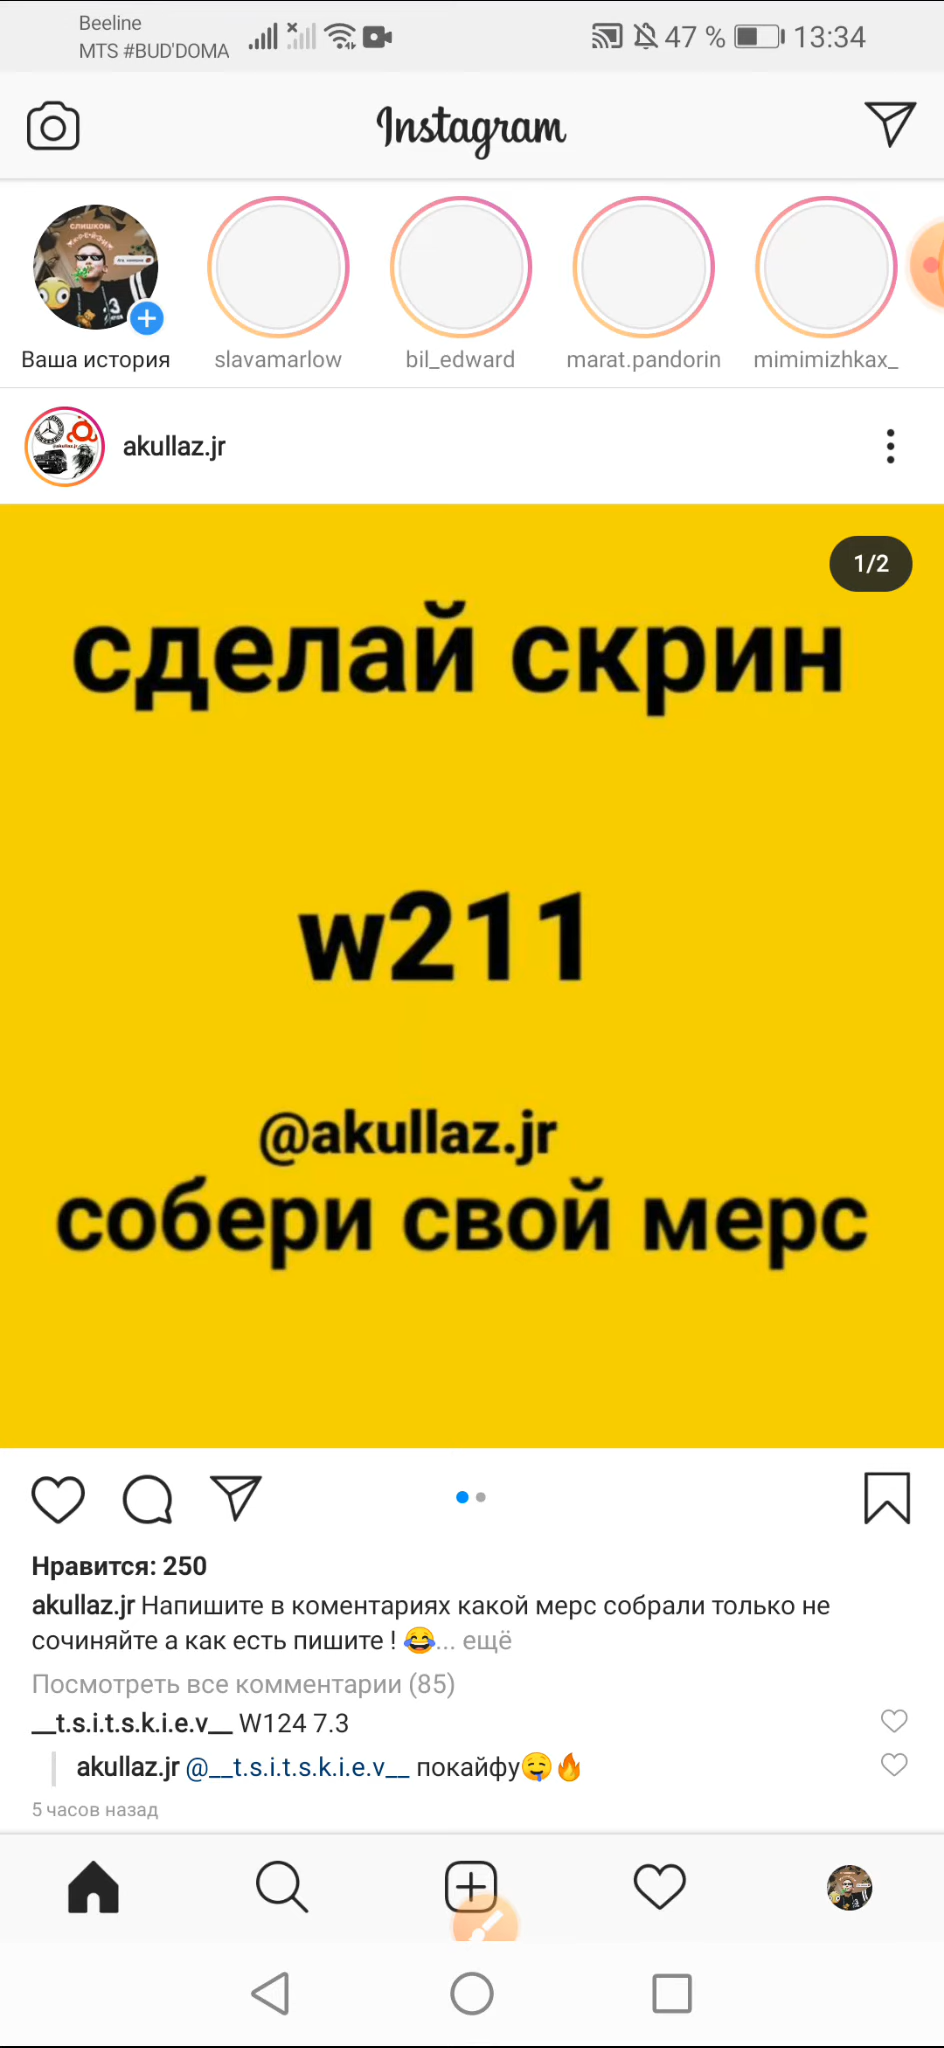 Beeline
MTS #BUD'DOMA
47 % 13:34
Instagram
СЛИШКОМ
Ваша история
slavamarlow
bil_edward
marat.pandorin
mimimizhkax_
akullaz.jr
1/2
сделай скрин
w211
@akullaz.jr
собери свой мерс
Нравится: 250
akullaz.jr Напишите в коментариях какой мерс собрали только не
сочиняйте а как есть пишите ! 😂... ещё
Посмотреть все комментарии (85)
__t.s.i.t.s.k.i.e.v__ W124 7.3
akullaz.jr @__t.s.i.t.s.k.i.e.v__ покайфу🤤🔥
5 часов назад